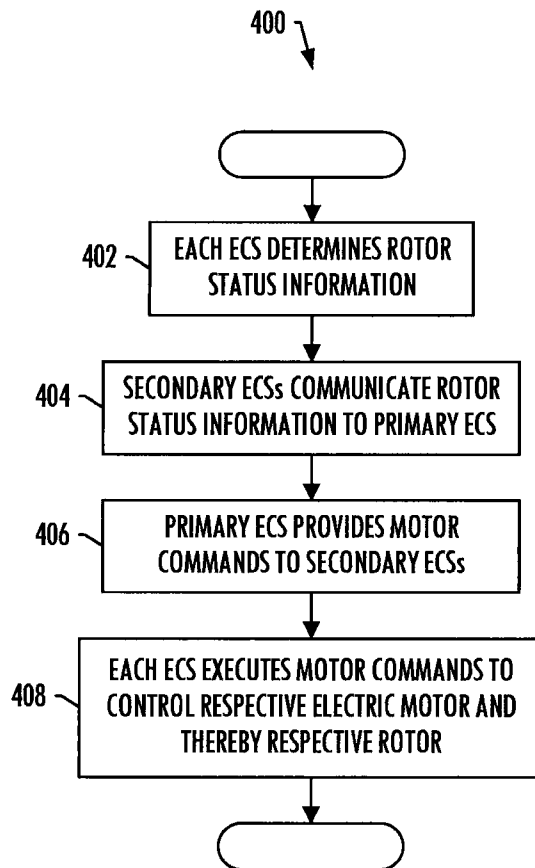 400
402
EACH ECS DETERMINES ROTOR
STATUS INFORMATION
404
SECONDARY ECSs COMMUNICATE ROTOR
STATUS INFORMATION TO PRIMARY ECS
406
PRIMARY ECS PROVIDES MOTOR
COMMANDS TO SECONDARY ECSs
408
EACH ECS EXECUTES MOTOR COMMANDS TO
CONTROL RESPECTIVE ELECTRIC MOTOR AND
THEREBY RESPECTIVE ROTOR